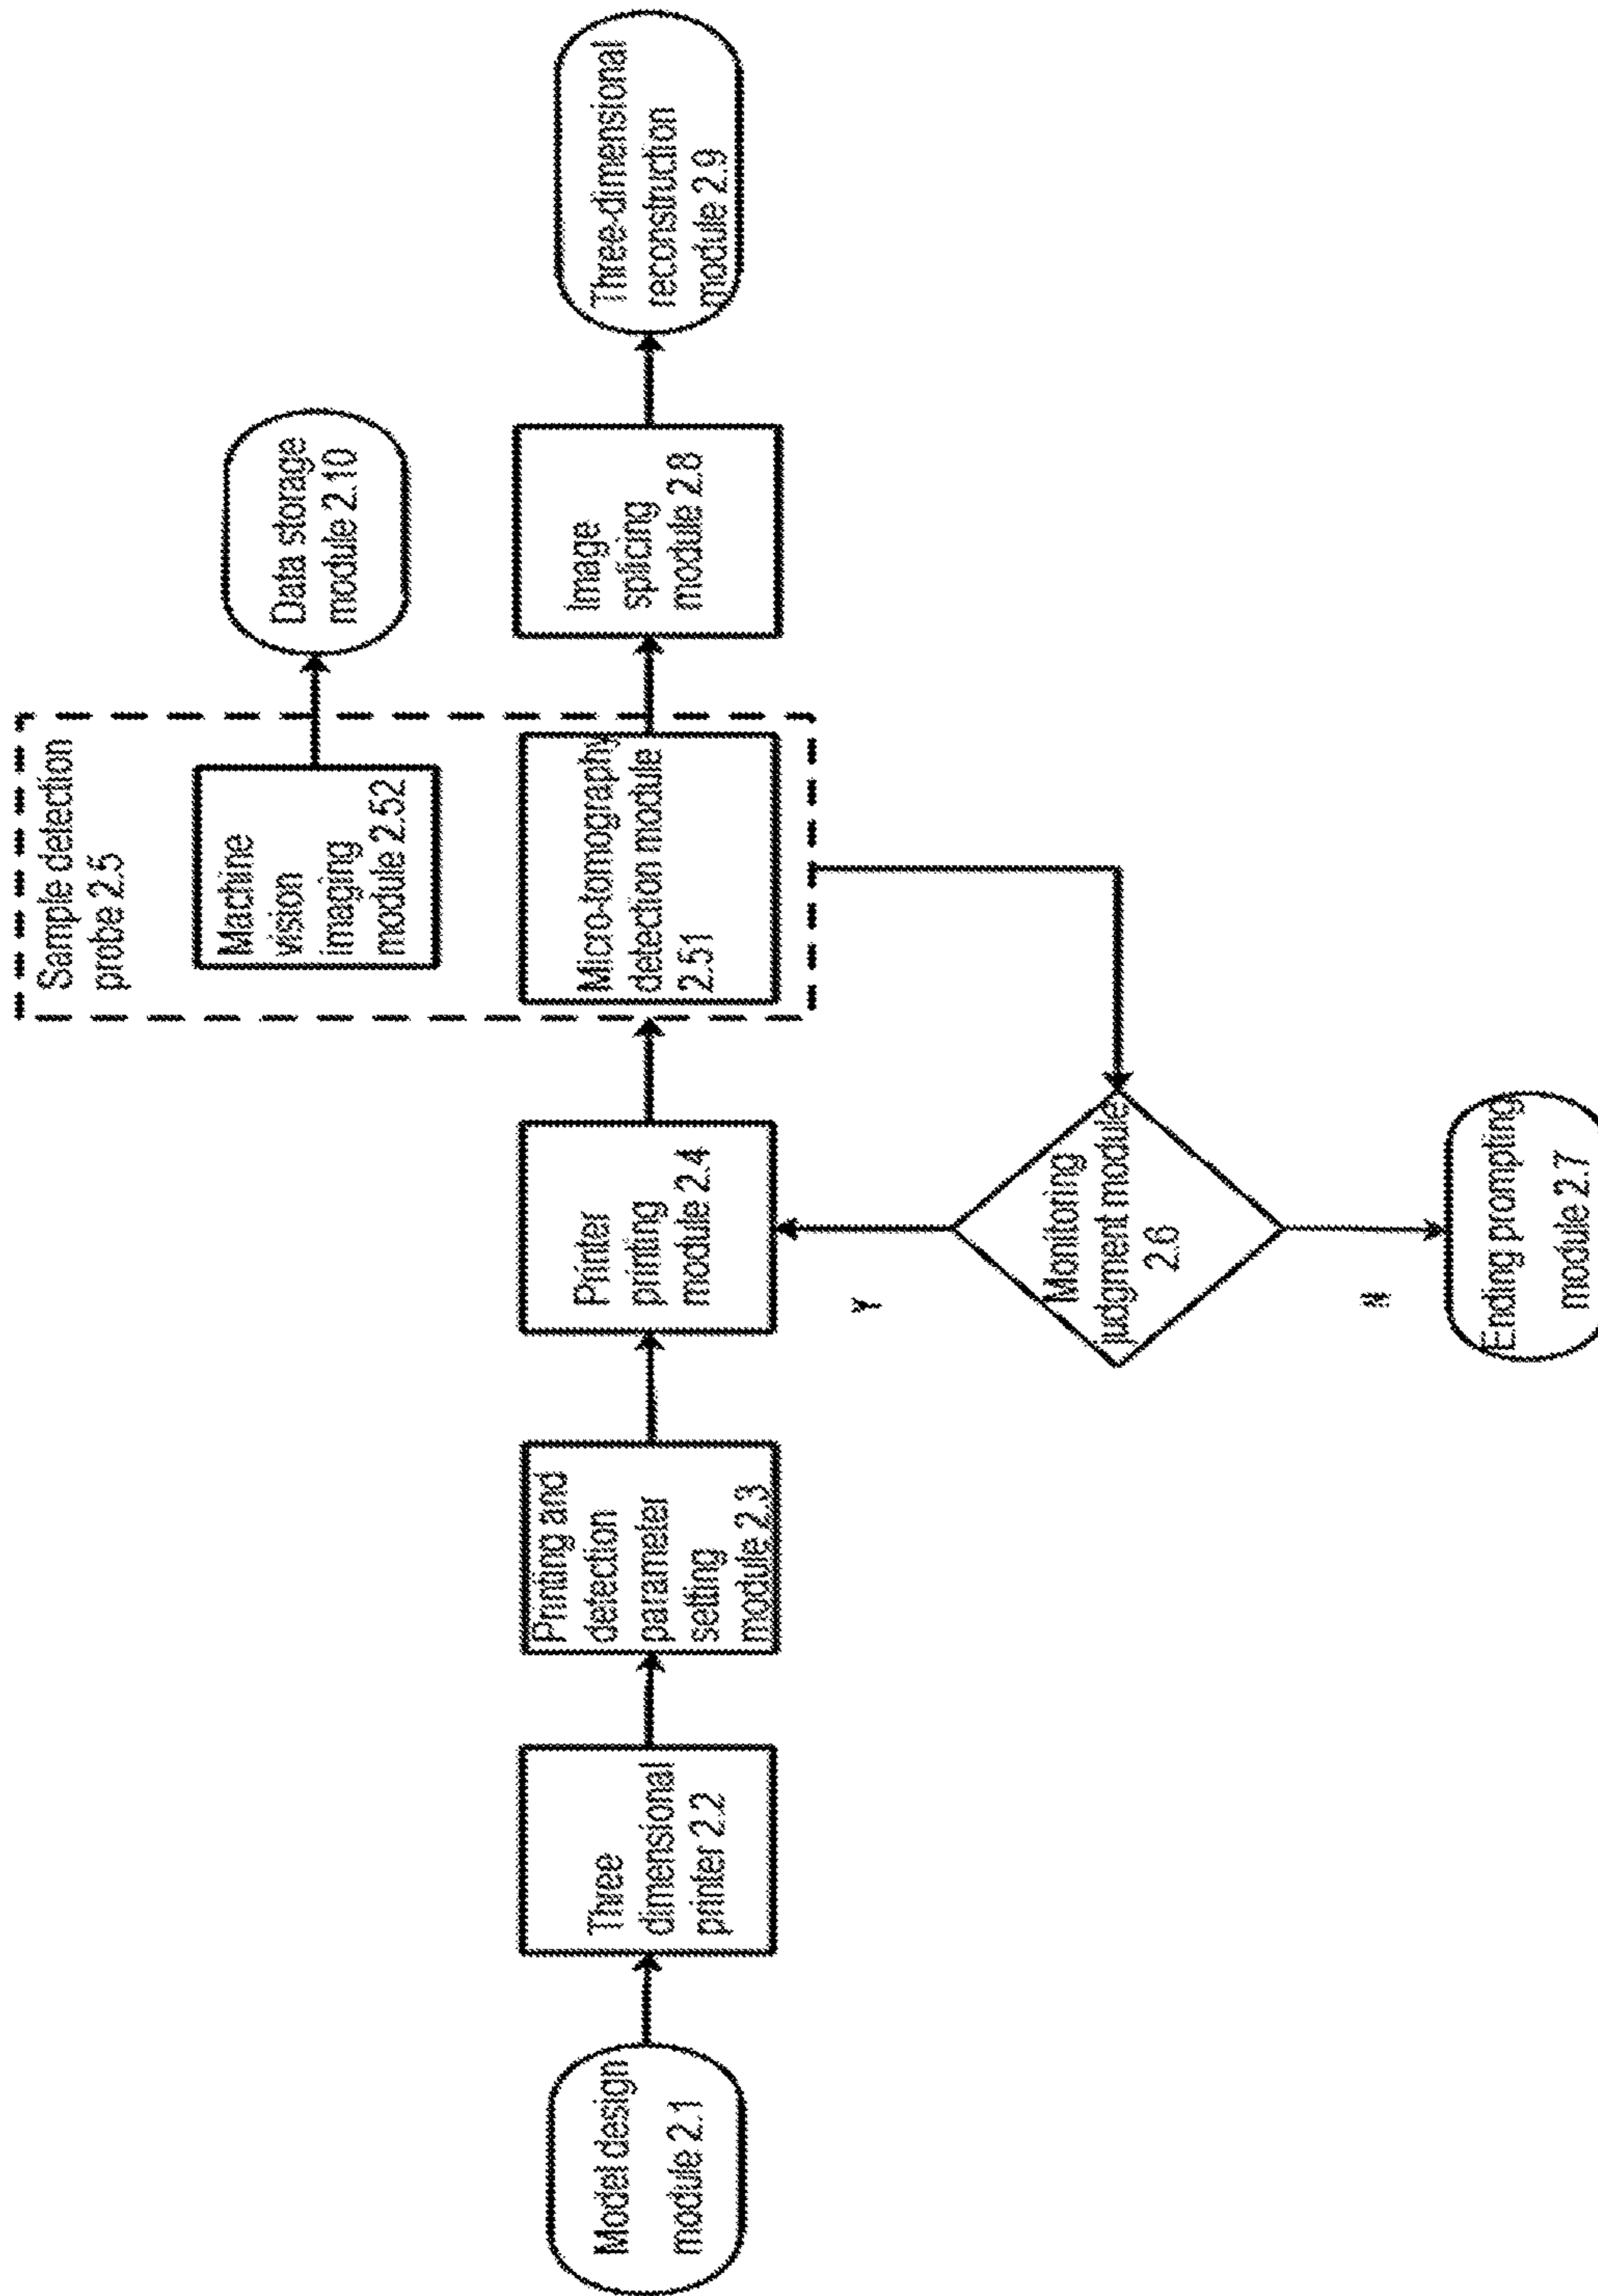 Model design
module 2.1
Three
dimensional
printer 2.2
Printing and
detection
parameter
setting
module 2.3
Printer
printing
module 2.4
Sample detection
probe 2.5
Machine
vision
imaging
module 2.52
Micro-tomography
detection module
2.51
Data storage
module 2.10
Image
splicing
module 2.8
Three-dimensional
reconstruction
module 2.9
Y
Monitoring
judgment module
2.6
N
Ending prompting
module 2.7